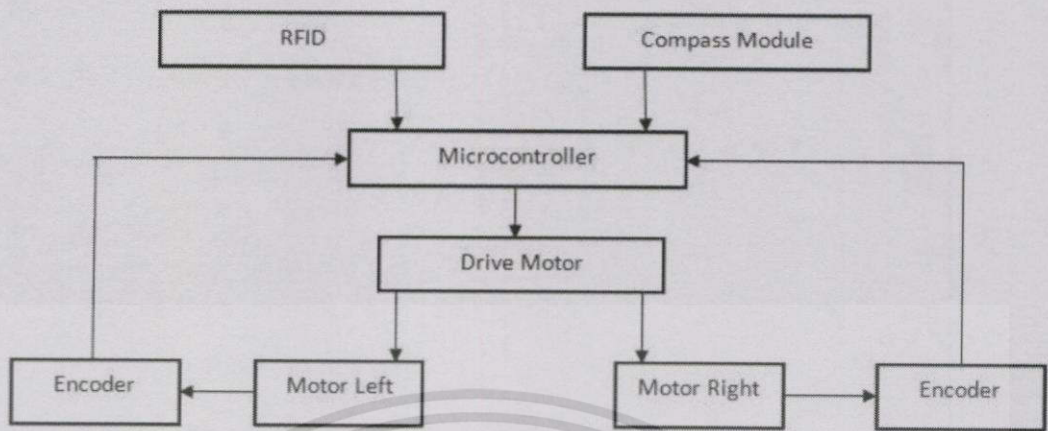 RFID
Compass Module
Microcontroller
Drive Motor
Encoder
Motor Left
Motor Right
Encoder